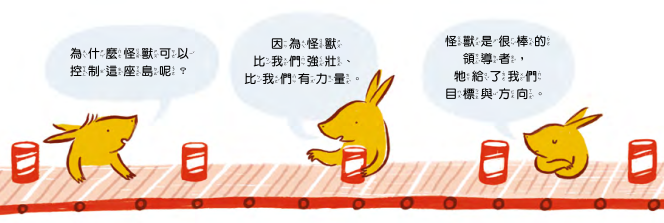 為什麼怪獸可以
控制這座島呢？
因為怪獸
比我們強壯、
比我們有力量。
怪獸是很棒的
領導者，
牠給了我們
目標與方向。